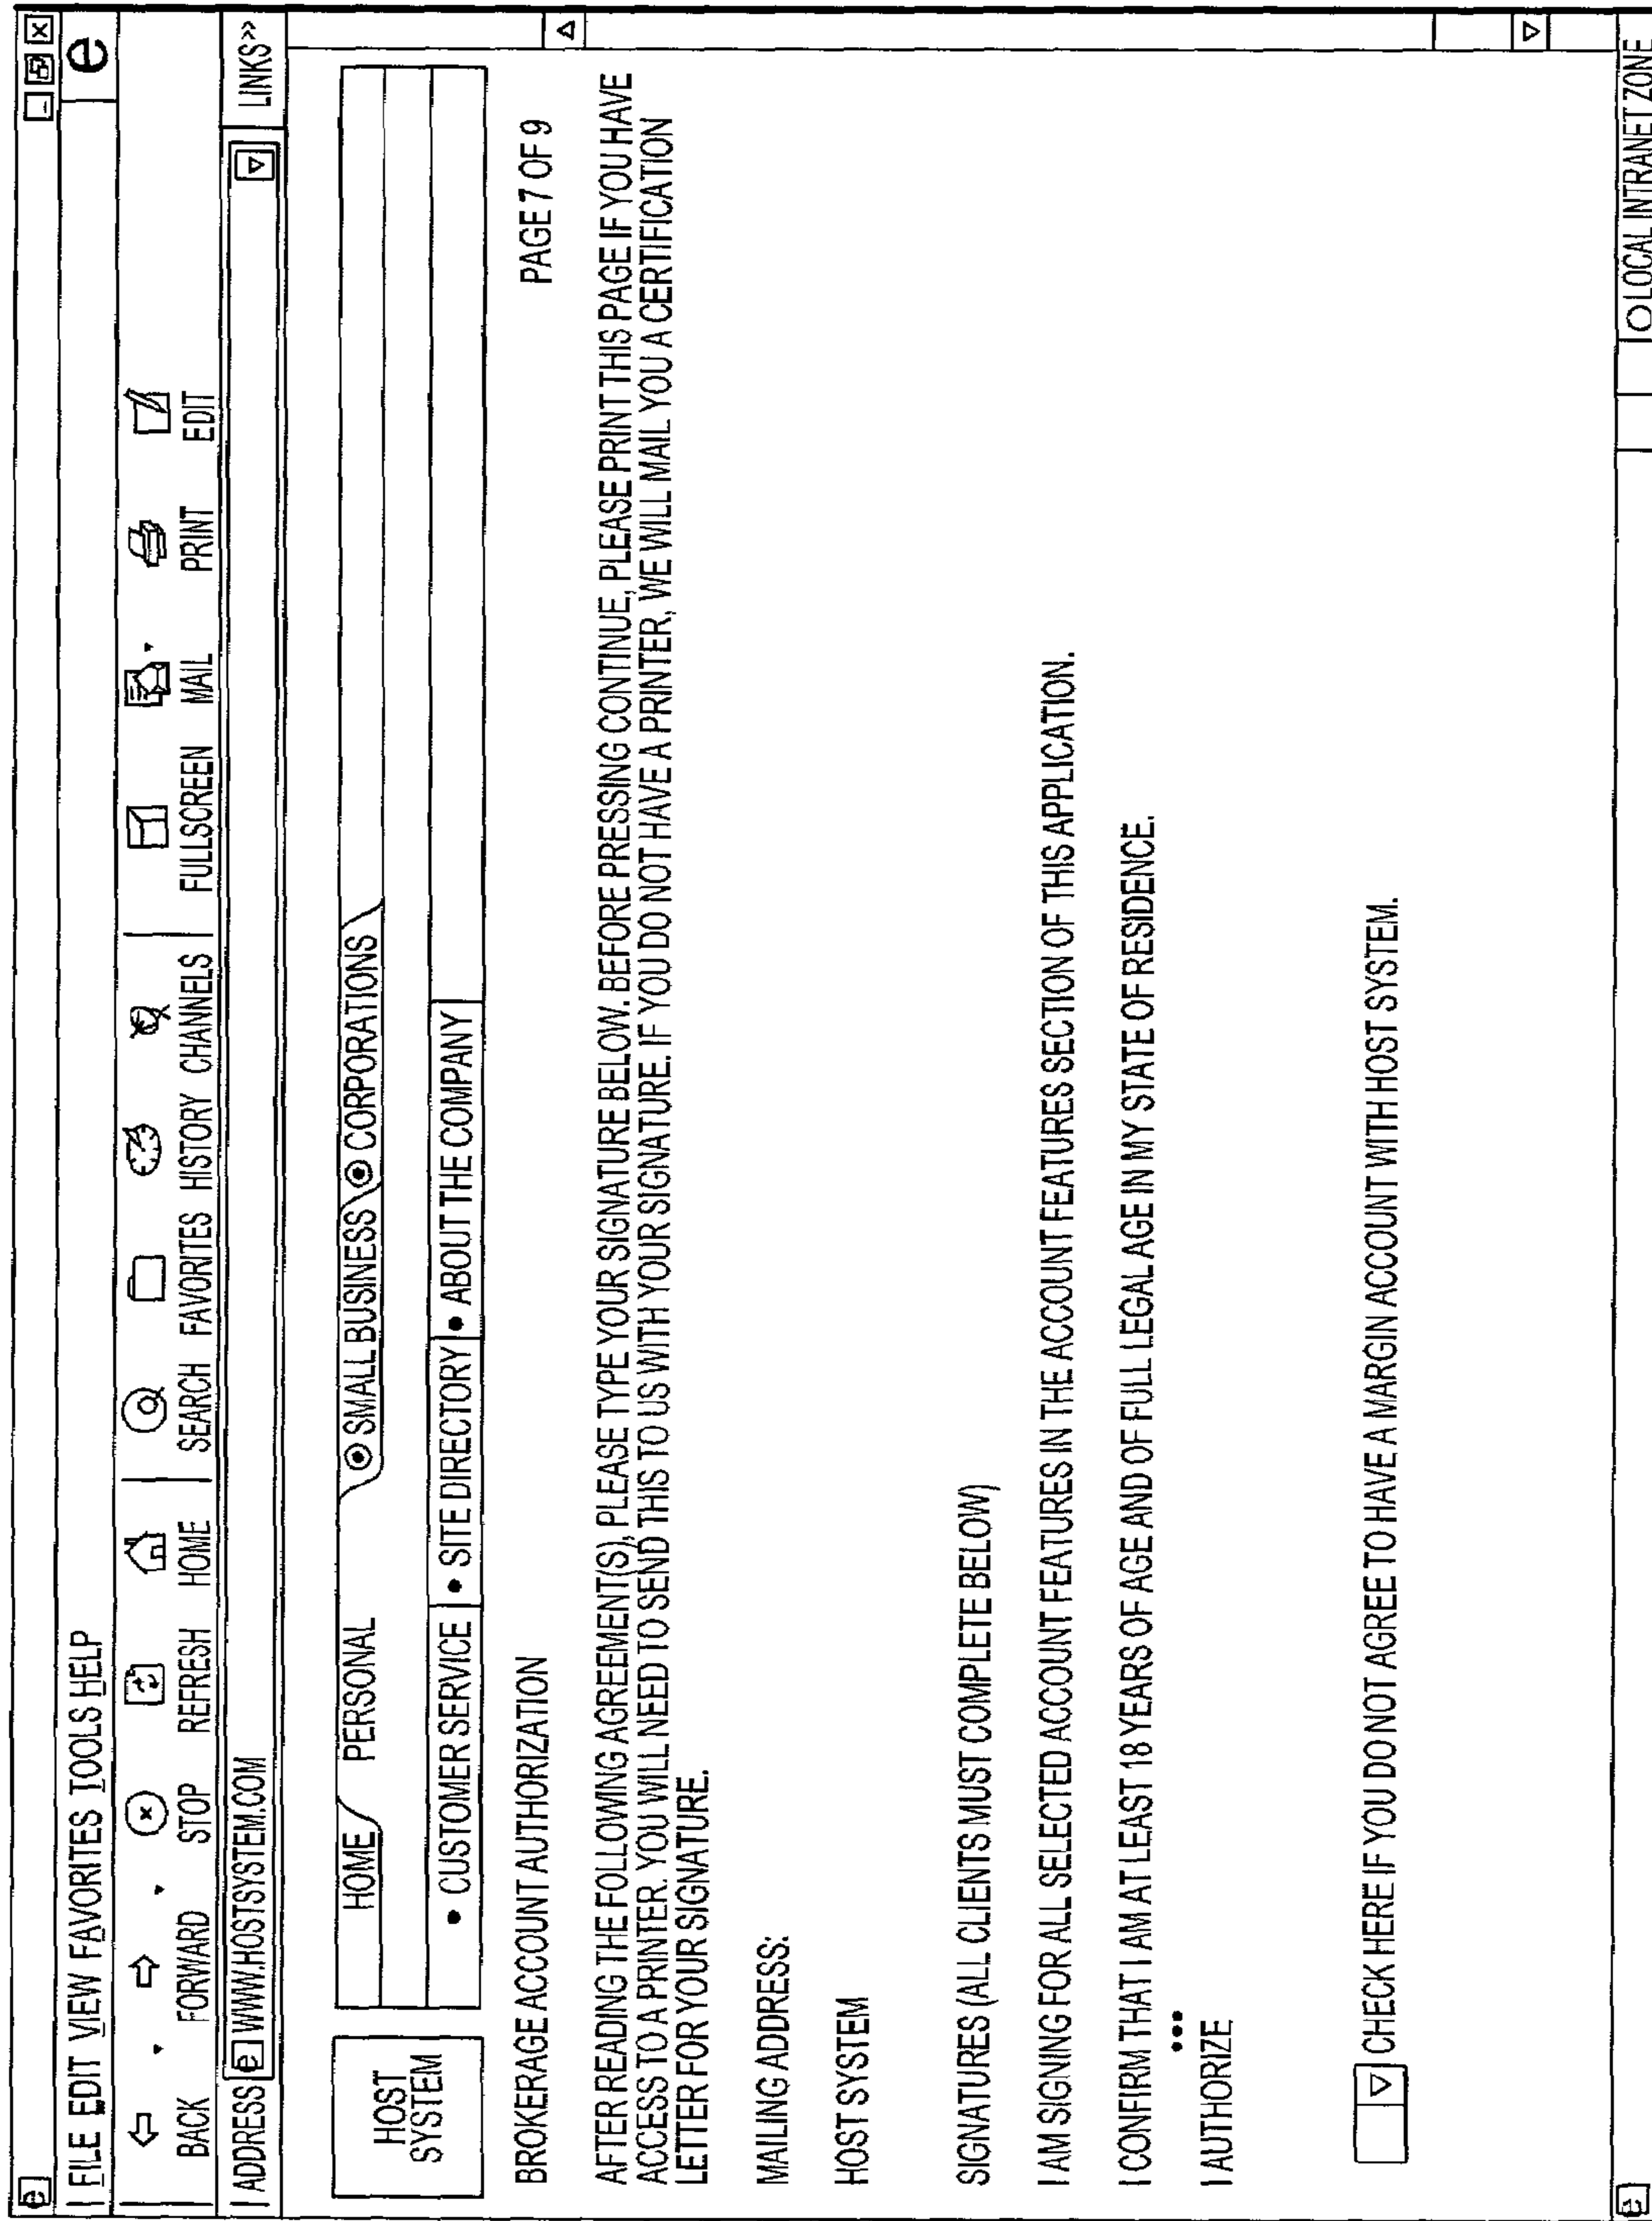 FILE EDIT VIEW FAVORITES TOOLS HELP
BACK FORWARD STOP REFRESH HOME SEARCH FAVORITES HISTORY CHANNELS FULLSCREEN MAIL PRINT EDIT
ADDRESS e WWW.HOSTSYSTEM.COM LINKS>>
HOST
SYSTEM
HOME PERSONAL SMALL BUSINESS CORPORATIONS
• CUSTOMER SERVICE • SITE DIRECTORY • ABOUT THE COMPANY
BROKERAGE ACCOUNT AUTHORIZATION PAGE 7 OF 9
AFTER READING THE FOLLOWING AGREEMENT(S), PLEASE TYPE YOUR SIGNATURE BELOW. BEFORE PRESSING CONTINUE, PLEASE PRINT THIS PAGE IF YOU HAVE
ACCESS TO A PRINTER. YOU WILL NEED TO SEND THIS TO US WITH YOUR SIGNATURE. IF YOU DO NOT HAVE A PRINTER, WE WILL MAIL YOU A CERTIFICATION
LETTER FOR YOUR SIGNATURE.
MAILING ADDRESS:
HOST SYSTEM
SIGNATURES (ALL CLIENTS MUST COMPLETE BELOW)
I AM SIGNING FOR ALL SELECTED ACCOUNT FEATURES IN THE ACCOUNT FEATURES SECTION OF THIS APPLICATION.
I CONFIRM THAT I AM AT LEAST 18 YEARS OF AGE AND OF FULL LEGAL AGE IN MY STATE OF RESIDENCE.
•••
I AUTHORIZE
CHECK HERE IF YOU DO NOT AGREE TO HAVE A MARGIN ACCOUNT WITH HOST SYSTEM.
LOCAL INTRANET ZONE